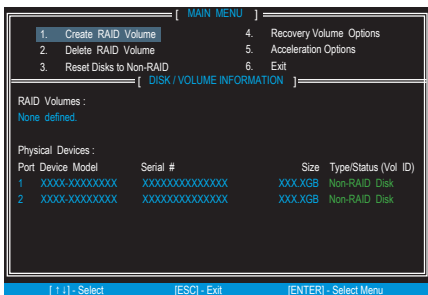 [ MAIN MENU ]
1. Create RAID Volume 4. Recovery Volume Options
2. Delete RAID Volume 5. Acceleration Options
3. Reset Disks to Non-RAID 6. Exit
[ DISK / VOLUME INFORMATION ]
RAID Volumes :
None defined.
Physical Devices :
Port Device Model Serial # Size Type/Status (Vol ID)
1 XXXX-XXXXXXXX XXXXXXXXXXXXXX XXX.XGB Non-RAID Disk
2 XXXX-XXXXXXXX XXXXXXXXXXXXXX XXX.XGB Non-RAID Disk
[ ↑↓] - Select [ESC] - Exit [ENTER] - Select Menu